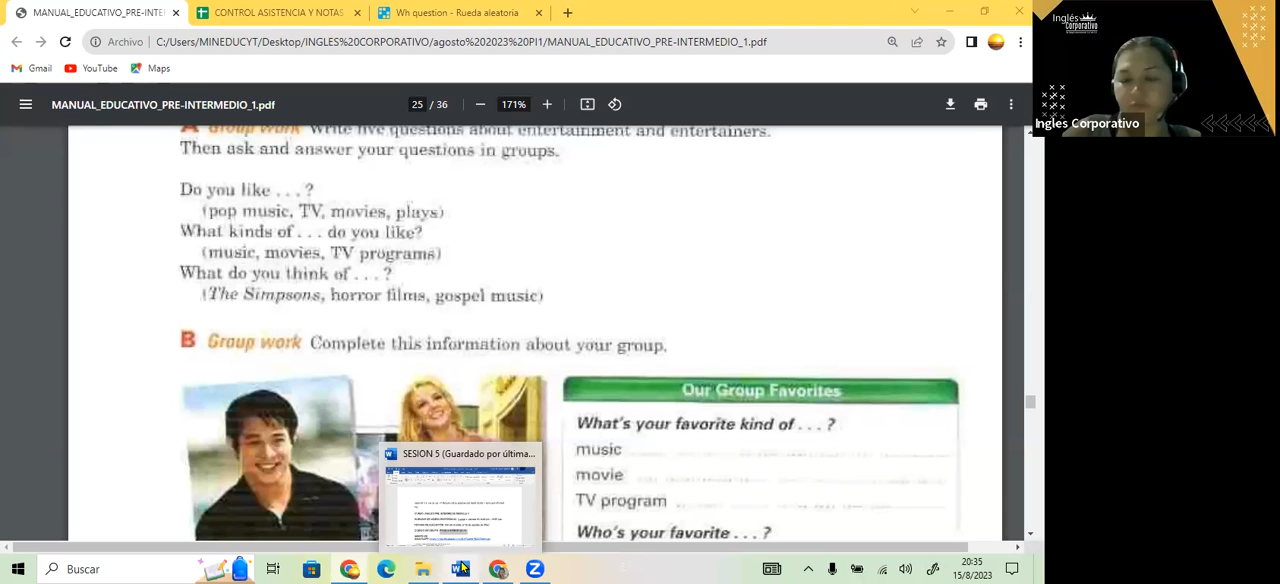 MANUAL_EDUCATIVO_PRE-INTER
CONTROL ASISTENCIA Y NOTAS
Wh question - Rueda aleatoria
Archivo
C:/Users/MINEDUCYT/Desktop/INGLES%20CORPORATIVO/agosto%202023%20PI1/MANUAL_EDUCATIVO_PRE-INTERMEDIO_1.pdf
Gmail
YouTube
Maps
MANUAL_EDUCATIVO_PRE-INTERMEDIO_1.pdf
25 / 36
171%
A Group work Write five questions about entertainment and entertainers.
Then ask and answer your questions in groups.
Do you like . . . ?
(pop music, TV, movies, plays)
What kinds of . . . do you like?
(music, movies, TV programs)
What do you think of . . . ?
(The Simpsons, horror films, gospel music)
B Group work Complete this information about your group.
Our Group Favorites
What's your favorite kind of . . . ?
music
movie
TV program
Who's your favorite . . . ?
SESION 5 (Guardado por última...
Buscar
20:35
15/8/2023
Inglés
Corporativo
Ingles Corporativo